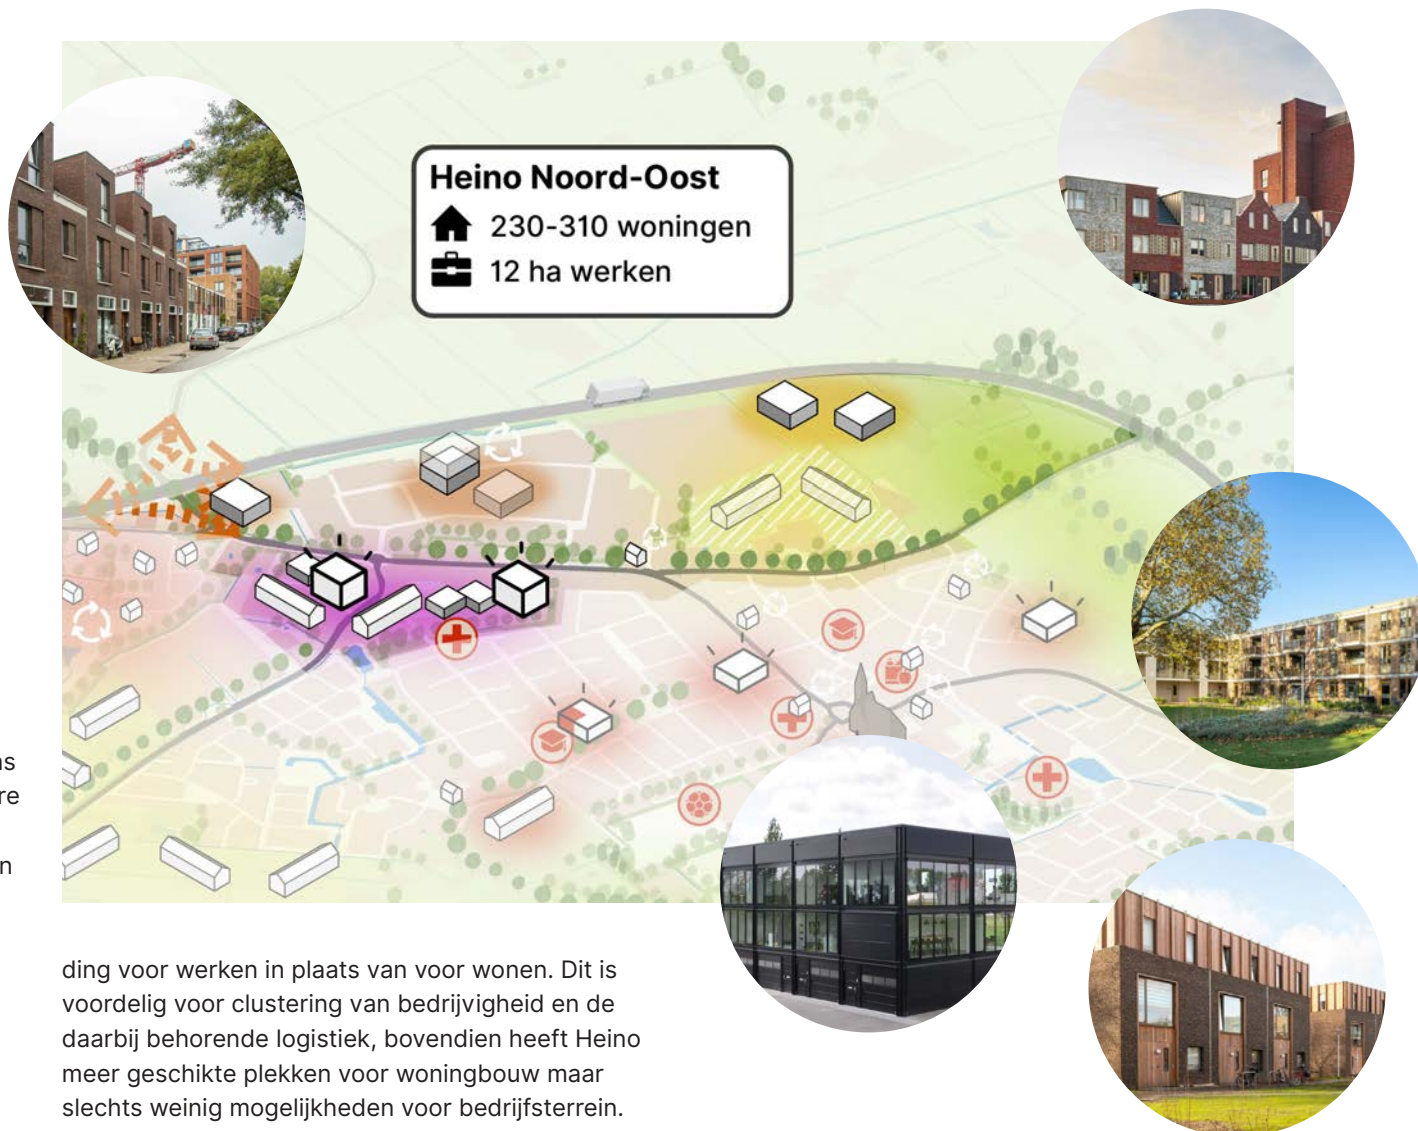 Heino Noord-Oost
230-310 woningen
12 ha werken
ding voor werken in plaats van voor wonen. Dit is
voordelig voor clustering van bedrijvigheid en de
daarbij behorende logistiek, bovendien heeft Heino
meer geschikte plekken voor woningbouw maar
slechts weinig mogelijkheden voor bedrijfsterrein.